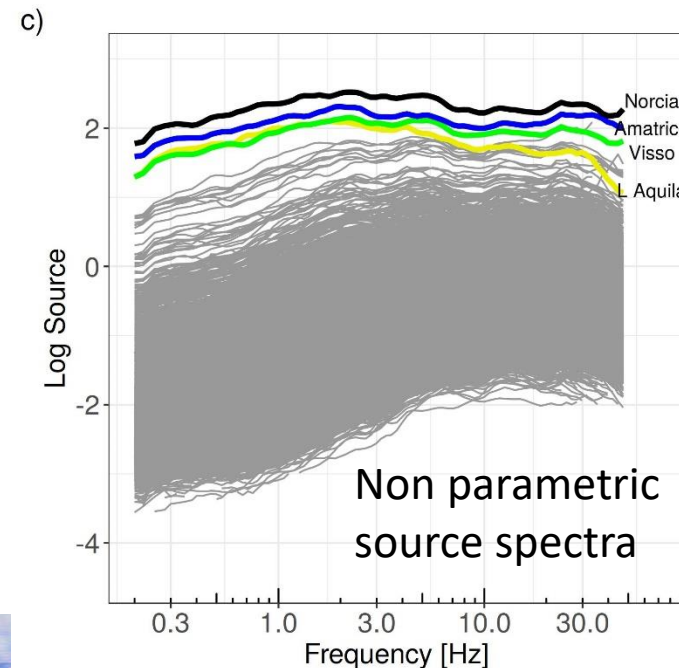 c)
Norcia
Amatric
Visso
L Aquila
2
0
-2
-4
Log Source
Non parametric
source spectra
0.3 1.0 3.0 10.0 30.0
Frequency [Hz]